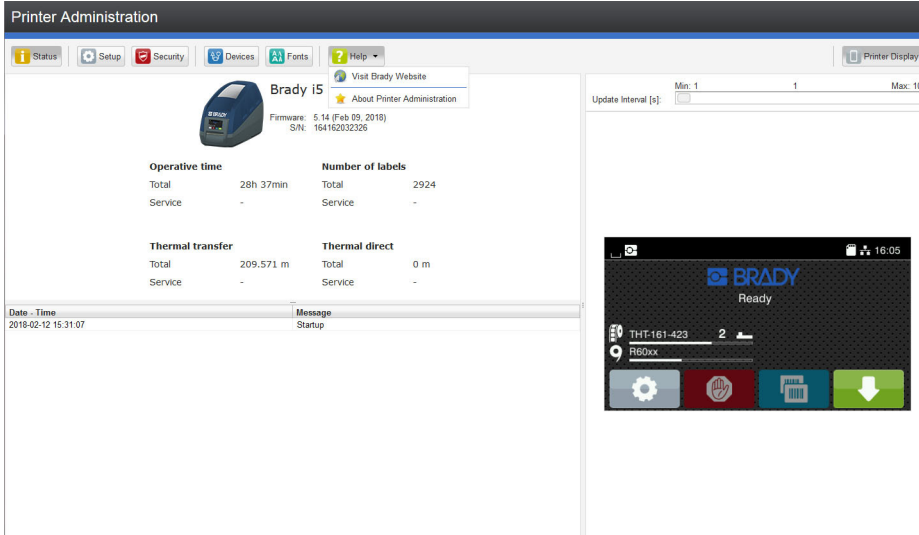 Printer Administration
Status Setup Security Devices Fonts Help Printer Display
Visit Brady Website
About Printer Administration
Brady i5
Firmware: 5.14 (Feb 09, 2018)
S/N: 164162032326
Operative time Number of labels
Total 28h 37min Total 2924
Service - Service -
Thermal transfer Thermal direct
Total 209.571 m Total 0 m
Service - Service -
Date - Time Message
2018-02-12 15:31:07 Startup
Min: 1 1 Max: 10
Update Interval [s]:
16:05
BRADY
Ready
THT-161-423 2
R60xx